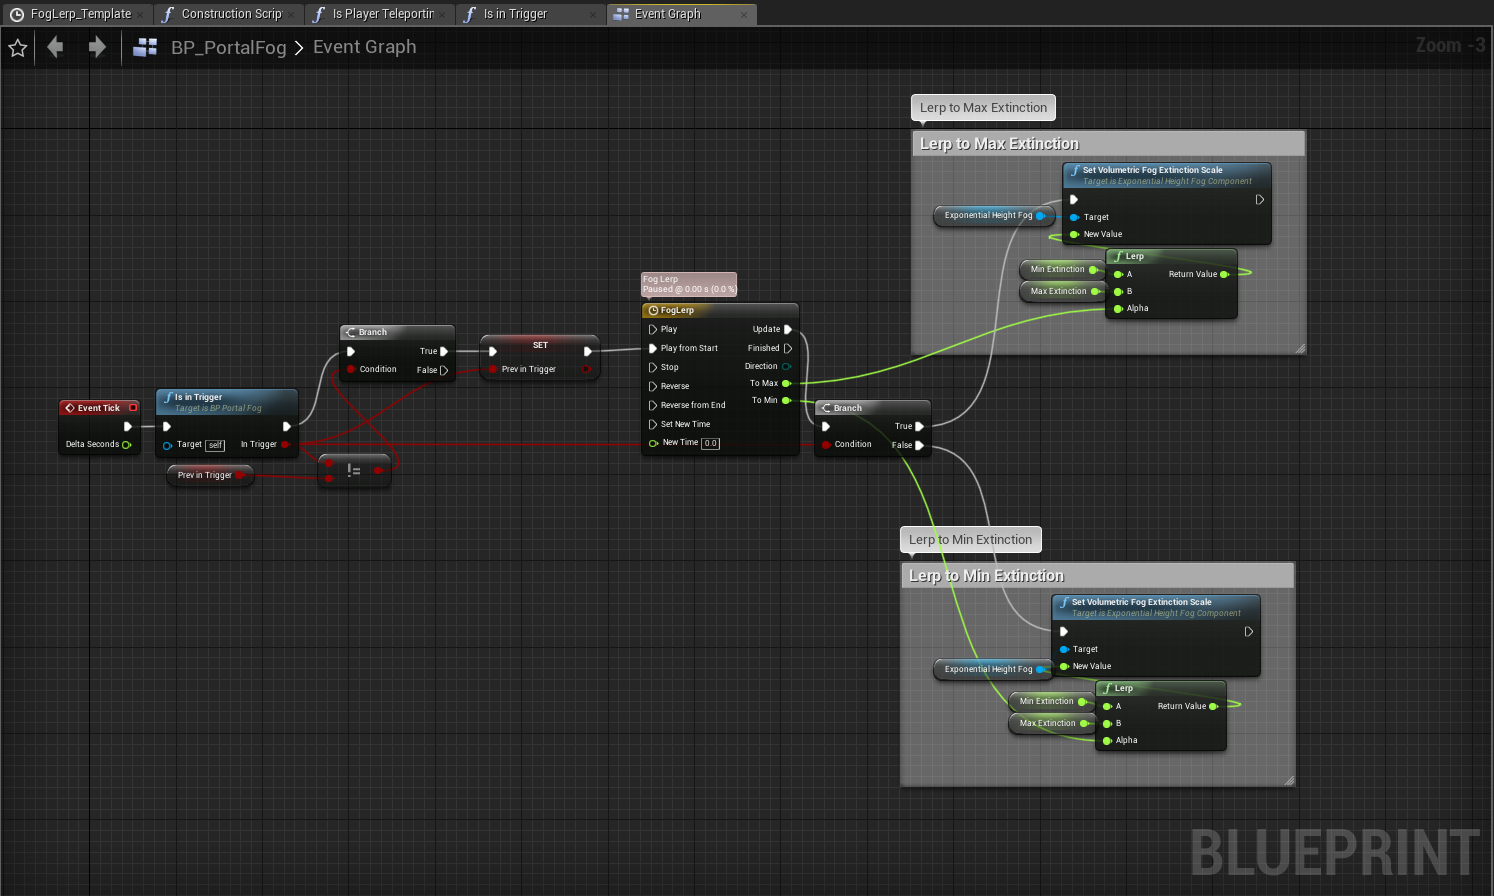 FogLerp_Template
Construction Scrip
Is Player Teleportin
Is in Trigger
Event Graph
BP_PortalFog > Event Graph
Zoom -3
Lerp to Max Extinction
Lerp to Max Extinction
Set Volumetric Fog Extinction Scale
Target is Exponential Height Fog Component
Exponential Height Fog
Target
New Value
Lerp
Min Extinction
A
Return Value
Max Extinction
B
Alpha
Fog Lerp
Paused @ 0.00 s (0.0 %)
FogLerp
Play
Update
Play from Start
Finished
Stop
Direction
Reverse
To Max
Reverse from End
To Min
Set New Time
New Time 0.0
Branch
True
Condition
False
SET
Prev in Trigger
Event Tick
Delta Seconds
Is in Trigger
Target is BP Portal Fog
Target self
In Trigger
Prev in Trigger
!=
Branch
True
Condition
False
Lerp to Min Extinction
Lerp to Min Extinction
Set Volumetric Fog Extinction Scale
Target is Exponential Height Fog Component
Target
Exponential Height Fog
New Value
Lerp
Min Extinction
A
Return Value
Max Extinction
B
Alpha
BLUEPRINT